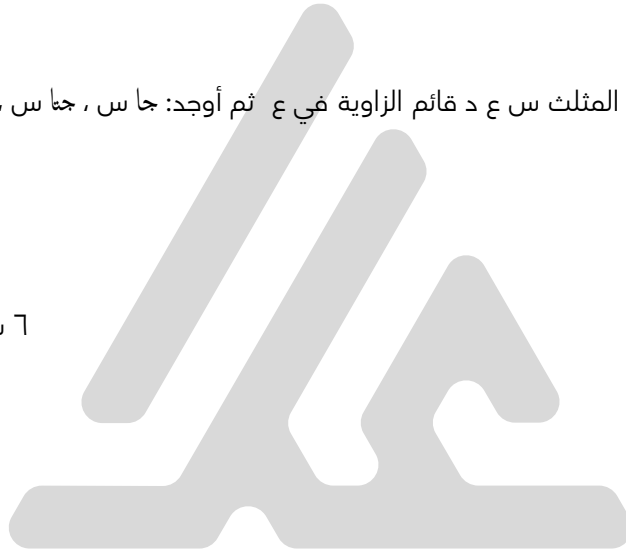 المثلث س ع د قائم الزاوية في ع ثم أوجد: جا س ، جتا س ،
٦